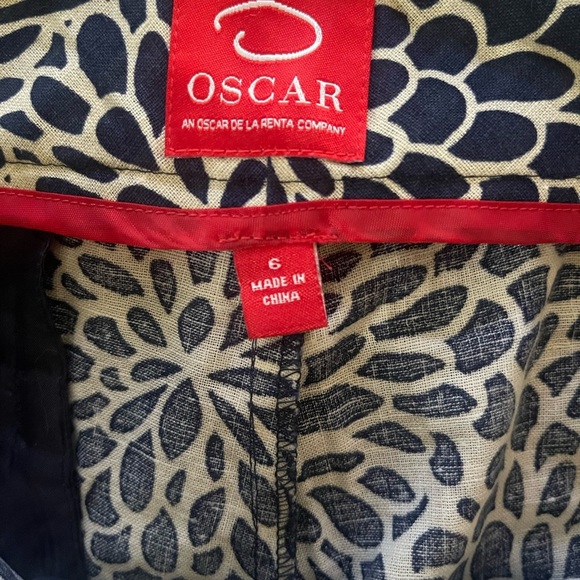 OSCAR
AN OSCAR DE LA RENTA COMPANY
6
MADE IN
CHINA